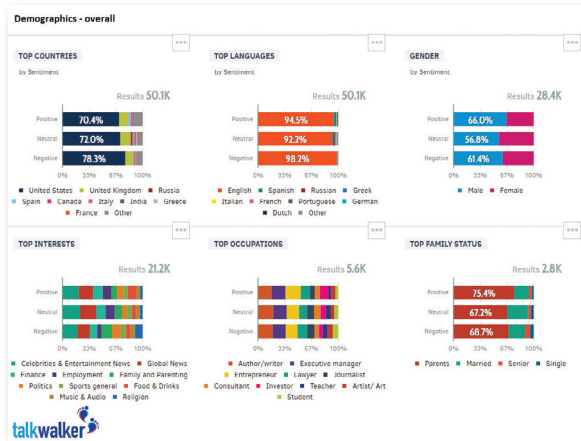 Demographics - overall
TOP COUNTRIES
by Sentiment
Results 50.1K
Positive 70.4%
Neutral 72.0%
Negative 78.3%
0% 33% 67% 100%
United States United Kingdom Russia
Spain Canada Italy India Greece
France Other
TOP LANGUAGES
by Sentiment
Results 50.1K
Positive 94.5%
Neutral 92.2%
Negative 98.2%
0% 33% 67% 100%
English Spanish Russian Greek
Italian French Portuguese German
Dutch Other
GENDER
by Sentiment
Results 28.4K
Positive 66.0%
Neutral 56.8%
Negative 61.4%
0% 33% 67% 100%
Male Female
TOP INTERESTS
Results 21.2K
Positive
Neutral
Negative
0% 33% 67% 100%
Celebrities & Entertainment News Global News
Finance Employment Family and Parenting
Politics Sports general Food & Drinks
Music & Audio Religion
TOP OCCUPATIONS
Results 5.6K
Positive
Neutral
Negative
0% 33% 67% 100%
Author/writer Executive manager
Entrepreneur Lawyer Journalist
Consultant Investor Teacher Artist/ Art
Student
TOP FAMILY STATUS
Results 2.8K
Positive 75.4%
Neutral 67.2%
Negative 68.7%
0% 33% 67% 100%
Parents Married Senior Single
talkwalker